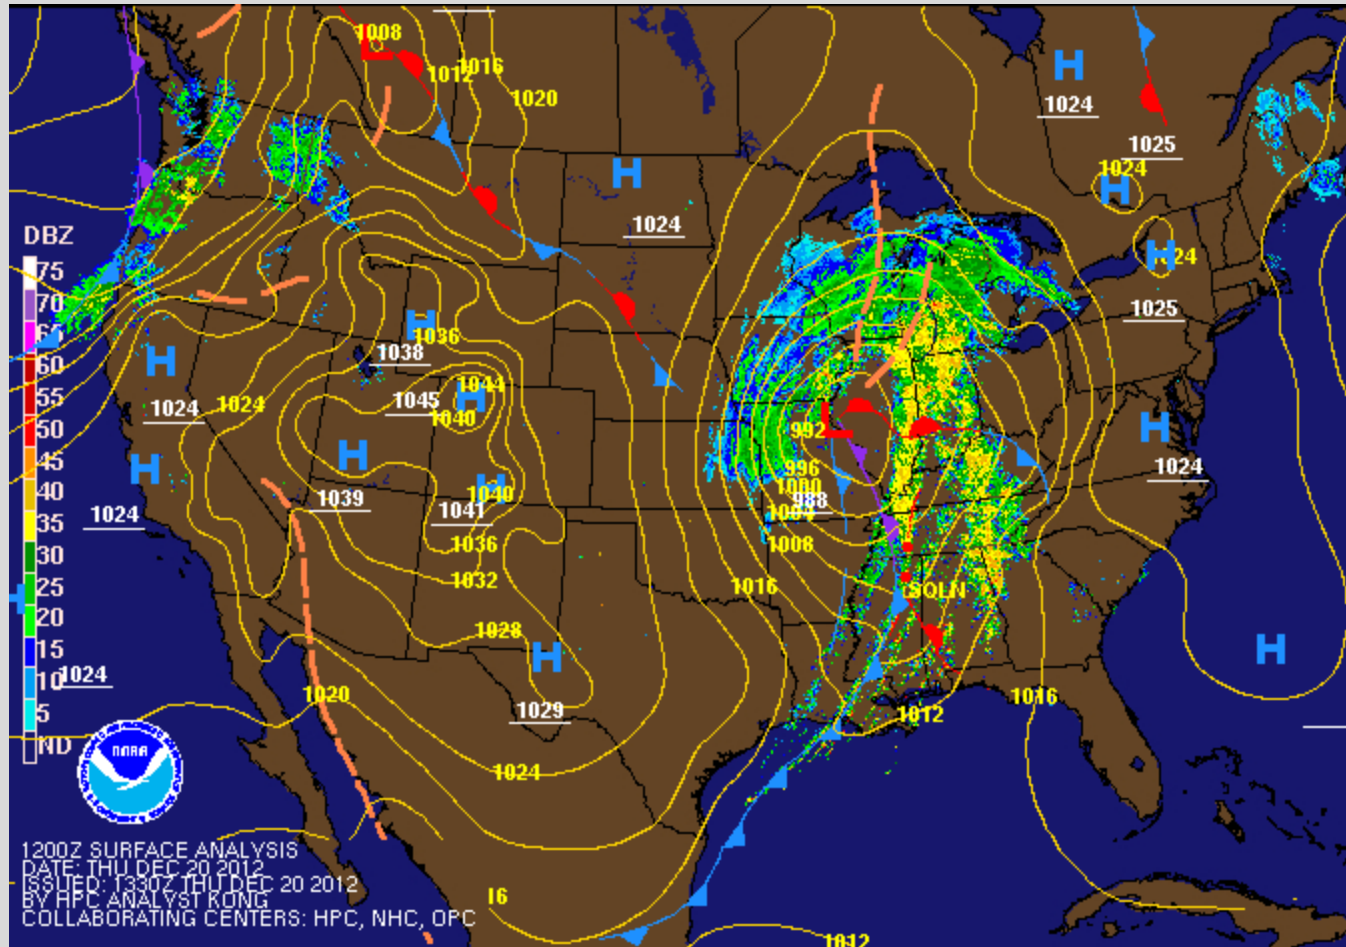 1008
1012
1016
1020
H
1024
1025
1024
H
H
1024
H
1024
1025
DBZ
75
70
65
60
55
50
45
40
35
30
25
20
15
10
5
ND
H
1036
1038
H
1024
1024
1044
1045
H
1040
L
992
H
1024
H
1024
H
1039
H
1040
1041
996
1000
988
1004
1008
1036
1032
1016
SQLN
1028
H
1029
H
1024
1020
1012
1016
1024
NOAA
1200Z SURFACE ANALYSIS
DATE: THU DEC 20 2012
ISSUED: 1330Z THU DEC 20 2012
BY HPC ANALYST KONG
COLLABORATING CENTERS: HPC, NHC, OPC
16
1012